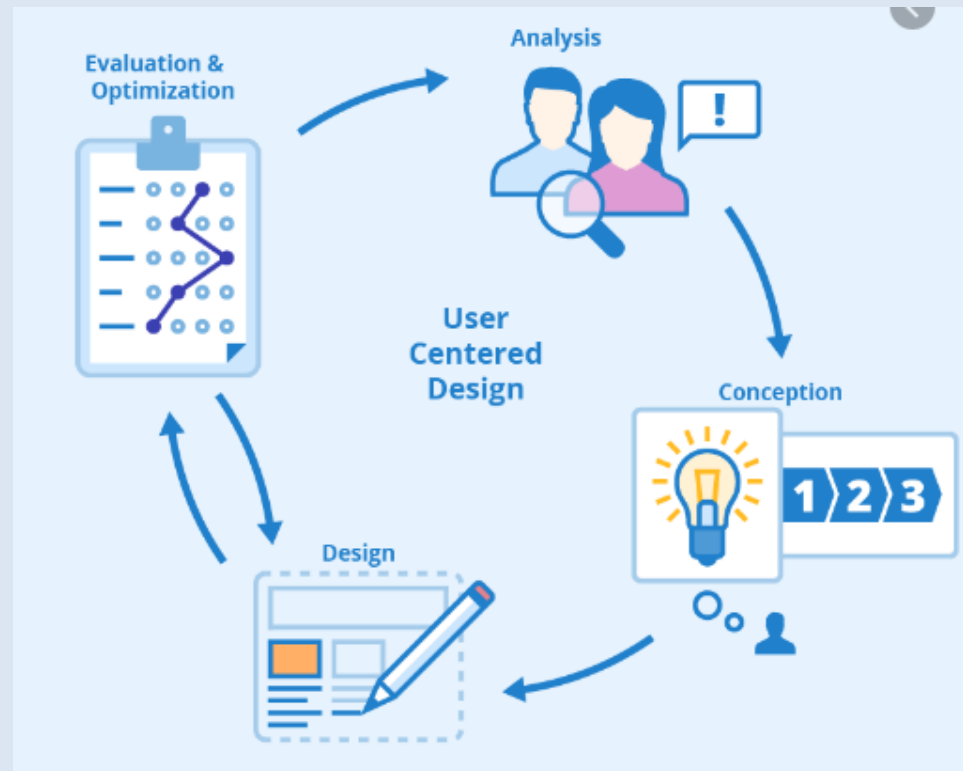 Analysis
Evaluation &
Optimization
!
User
Centered
Design
Conception
1 2 3
Design